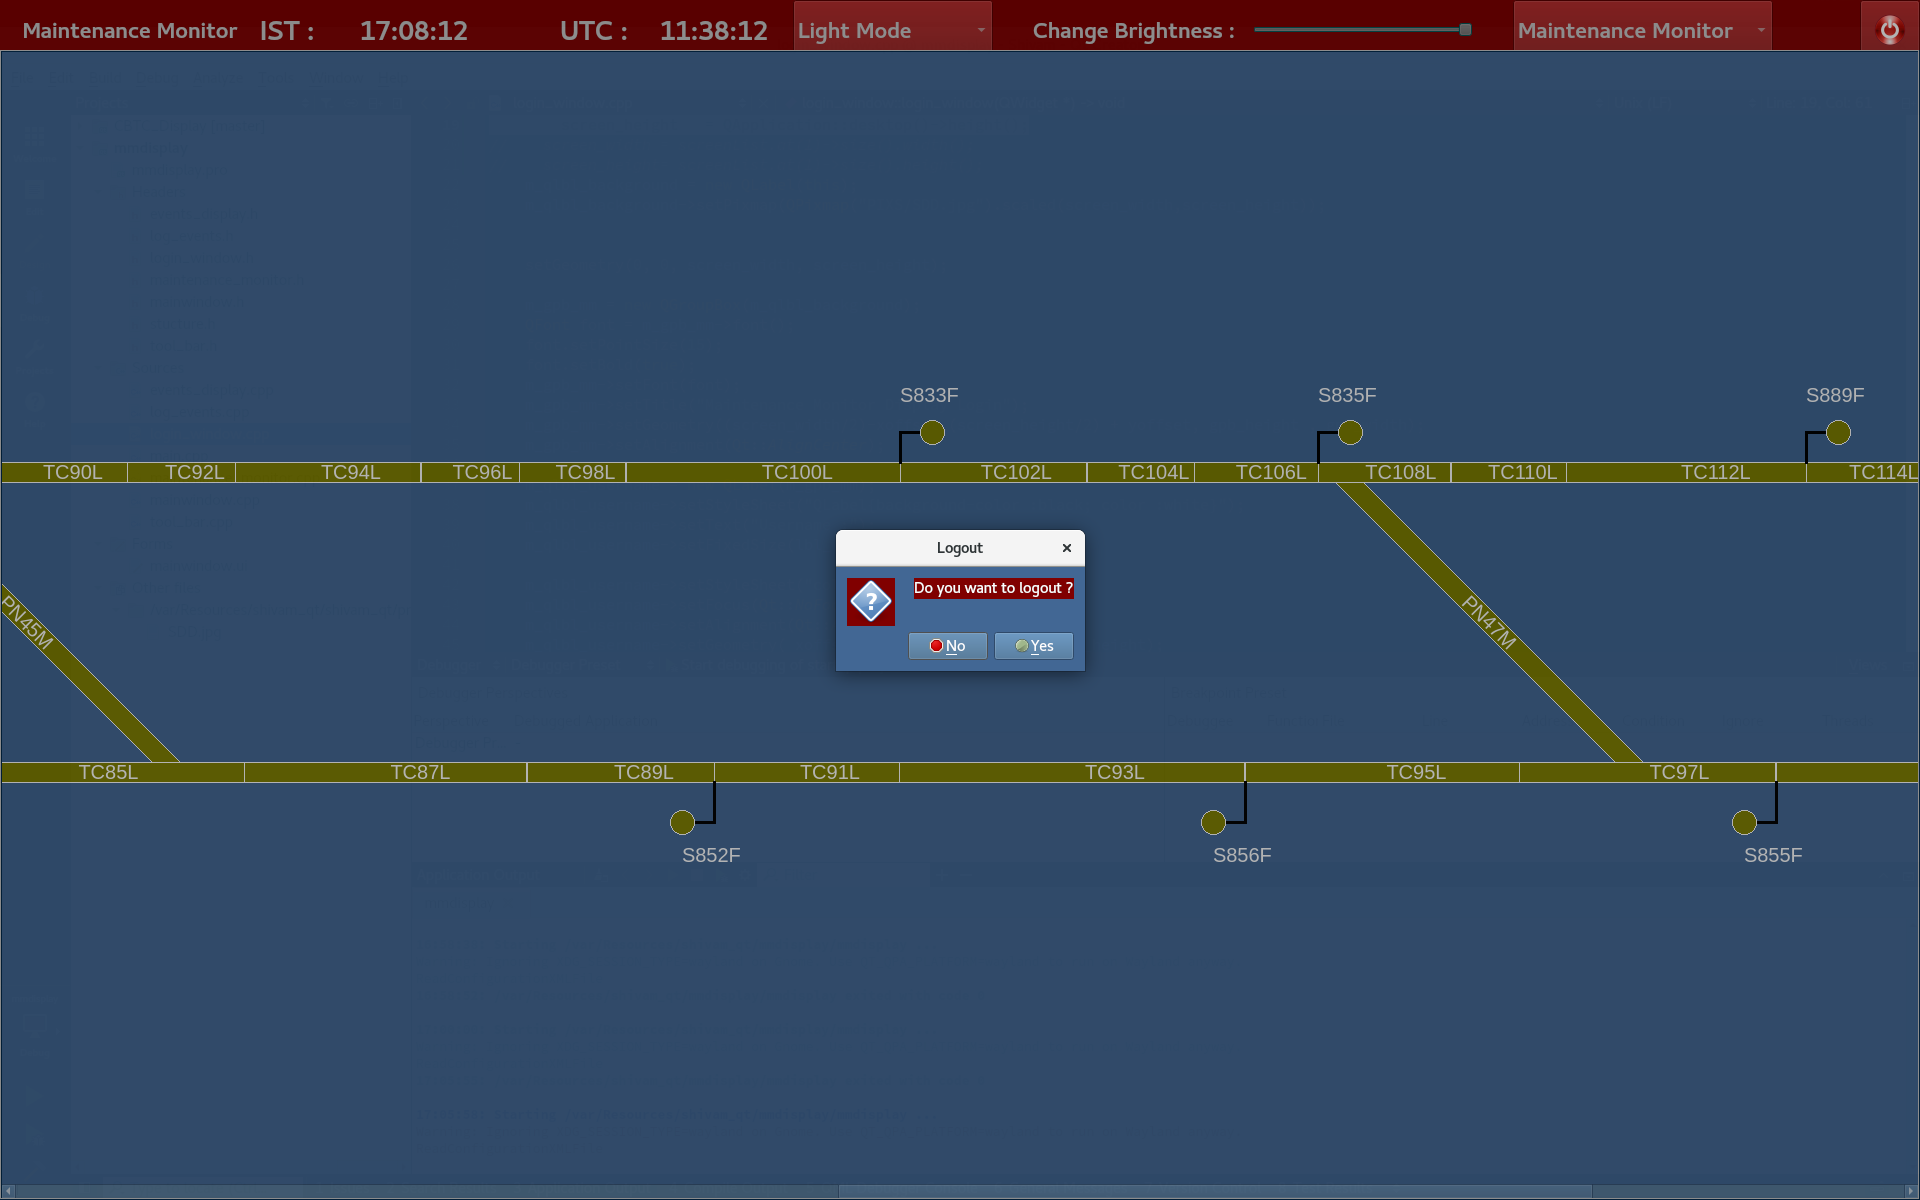 Maintenance Monitor IST : 17:08:12 UTC : 11:38:12 Light Mode Change Brightness : Maintenance Monitor
S833F S835F S889F
TC90L TC92L TC94L TC96L TC98L TC100L TC102L TC104L TC106L TC108L TC110L TC112L TC114L
Logout
Do you want to logout ?
No Yes
PN45M PN47M
TC85L TC87L TC89L TC91L TC93L TC95L TC97L
S852F S856F S855F